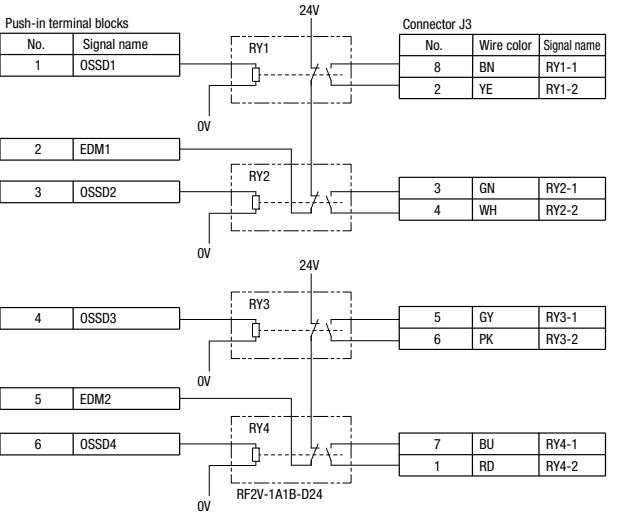 24V
Push-in terminal blocks
Connector J3
No. Signal name
RY1
No. Wire color Signal name
1 OSSD1
8 BN RY1-1
2 YE RY1-2
0V
2 EDM1
RY2
3 OSSD2
3 GN RY2-1
4 WH RY2-2
0V
24V
RY3
4 OSSD3
5 GY RY3-1
6 PK RY3-2
0V
5 EDM2
RY4
6 OSSD4
7 BU RY4-1
1 RD RY4-2
RF2V-1A1B-D24
0V